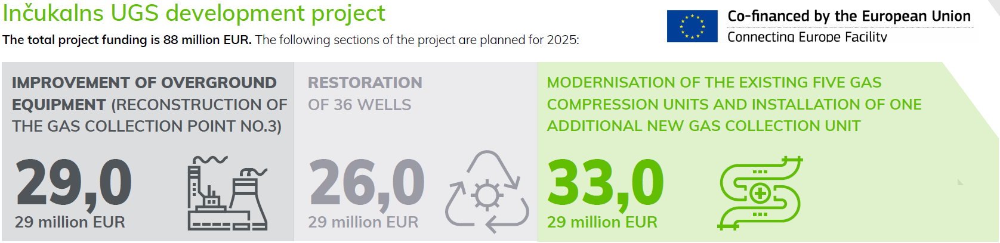 Inčukalns UGS development project
Co-financed by the European Union
Connecting Europe Facility
The total project funding is 88 million EUR. The following sections of the project are planned for 2025:
IMPROVEMENT OF OVERGROUND
EQUIPMENT (RECONSTRUCTION OF
THE GAS COLLECTION POINT NO.3)
29,0
29 million EUR
RESTORATION
OF 36 WELLS
26,0
29 million EUR
MODERNISATION OF THE EXISTING FIVE GAS
COMPRESSION UNITS AND INSTALLATION OF ONE
ADDITIONAL NEW GAS COLLECTION UNIT
33,0
29 million EUR